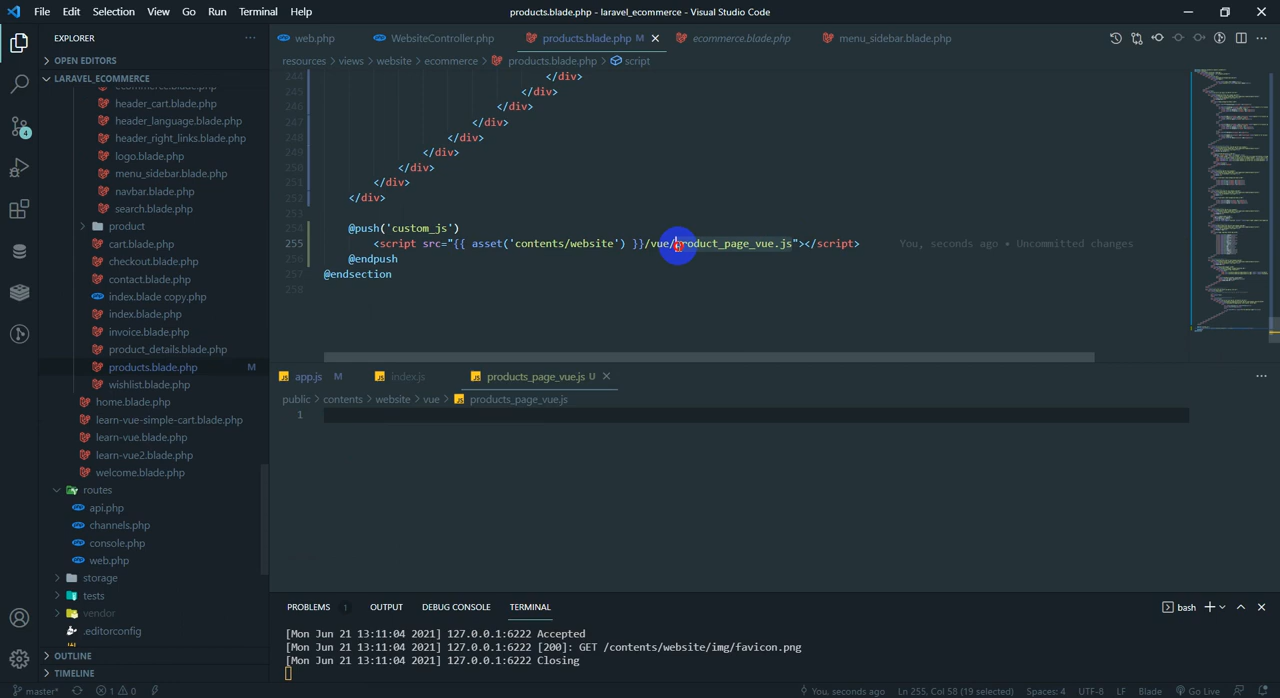 File Edit Selection View Go Run Terminal Help
products.blade.php - laravel_ecommerce - Visual Studio Code
EXPLORER
OPEN EDITORS
LARAVEL_ECOMMERCE
ecommerce.blade.php
header_cart.blade.php
header_language.blade.php
header_right_links.blade.php
logo.blade.php
menu_sidebar.blade.php
navbar.blade.php
search.blade.php
product
cart.blade.php
checkout.blade.php
contact.blade.php
index.blade copy.php
index.blade.php
invoice.blade.php
product_details.blade.php
products.blade.php M
wishlist.blade.php
home.blade.php
learn-vue-simple-cart.blade.php
learn-vue.blade.php
learn-vue2.blade.php
welcome.blade.php
routes
api.php
channels.php
console.php
web.php
storage
tests
vendor
.editorconfig
OUTLINE
TIMELINE
4
web.php WebsiteController.php products.blade.php M ecommerce.blade.php menu_sidebar.blade.php
resources > views > website > ecommerce > products.blade.php > script
244 </div>
245 </div>
246 </div>
247 </div>
248 </div>
249 </div>
250 </div>
251 </div>
252 </div>
253
254 @push('custom_js')
255 <script src="{{ asset('contents/website') }}/vue/product_page_vue.js"></script> You, seconds ago • Uncommitted changes
256 @endpush
257 @endsection
258
app.js M index.js products_page_vue.js U
public > contents > website > vue > products_page_vue.js
1
PROBLEMS 1 OUTPUT DEBUG CONSOLE TERMINAL bash
[Mon Jun 21 13:11:04 2021] 127.0.0.1:6222 Accepted
[Mon Jun 21 13:11:04 2021] 127.0.0.1:6222 [200]: GET /contents/website/img/favicon.png
[Mon Jun 21 13:11:04 2021] 127.0.0.1:6222 Closing
master* 1 0 You, seconds ago Ln 255, Col 58 (19 selected) Spaces: 4 UTF-8 LF Blade Go Live